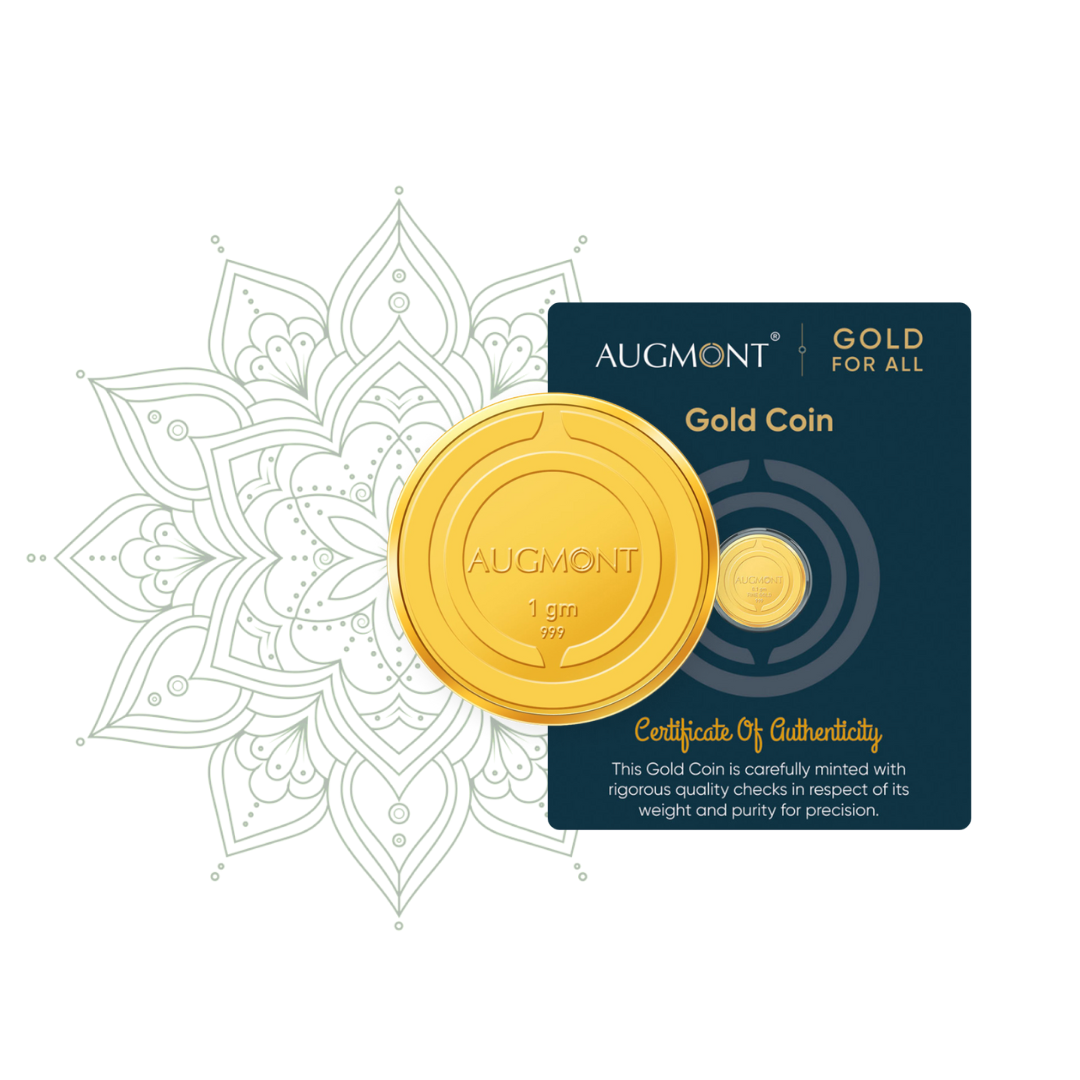 AUGMONT®
GOLD
FOR ALL
Gold Coin
AUGMONT
1 gm
999
AUGMONT
Certificate Of Authenticity
This Gold Coin is carefully minted with
rigorous quality checks in respect of its
weight and purity for precision.